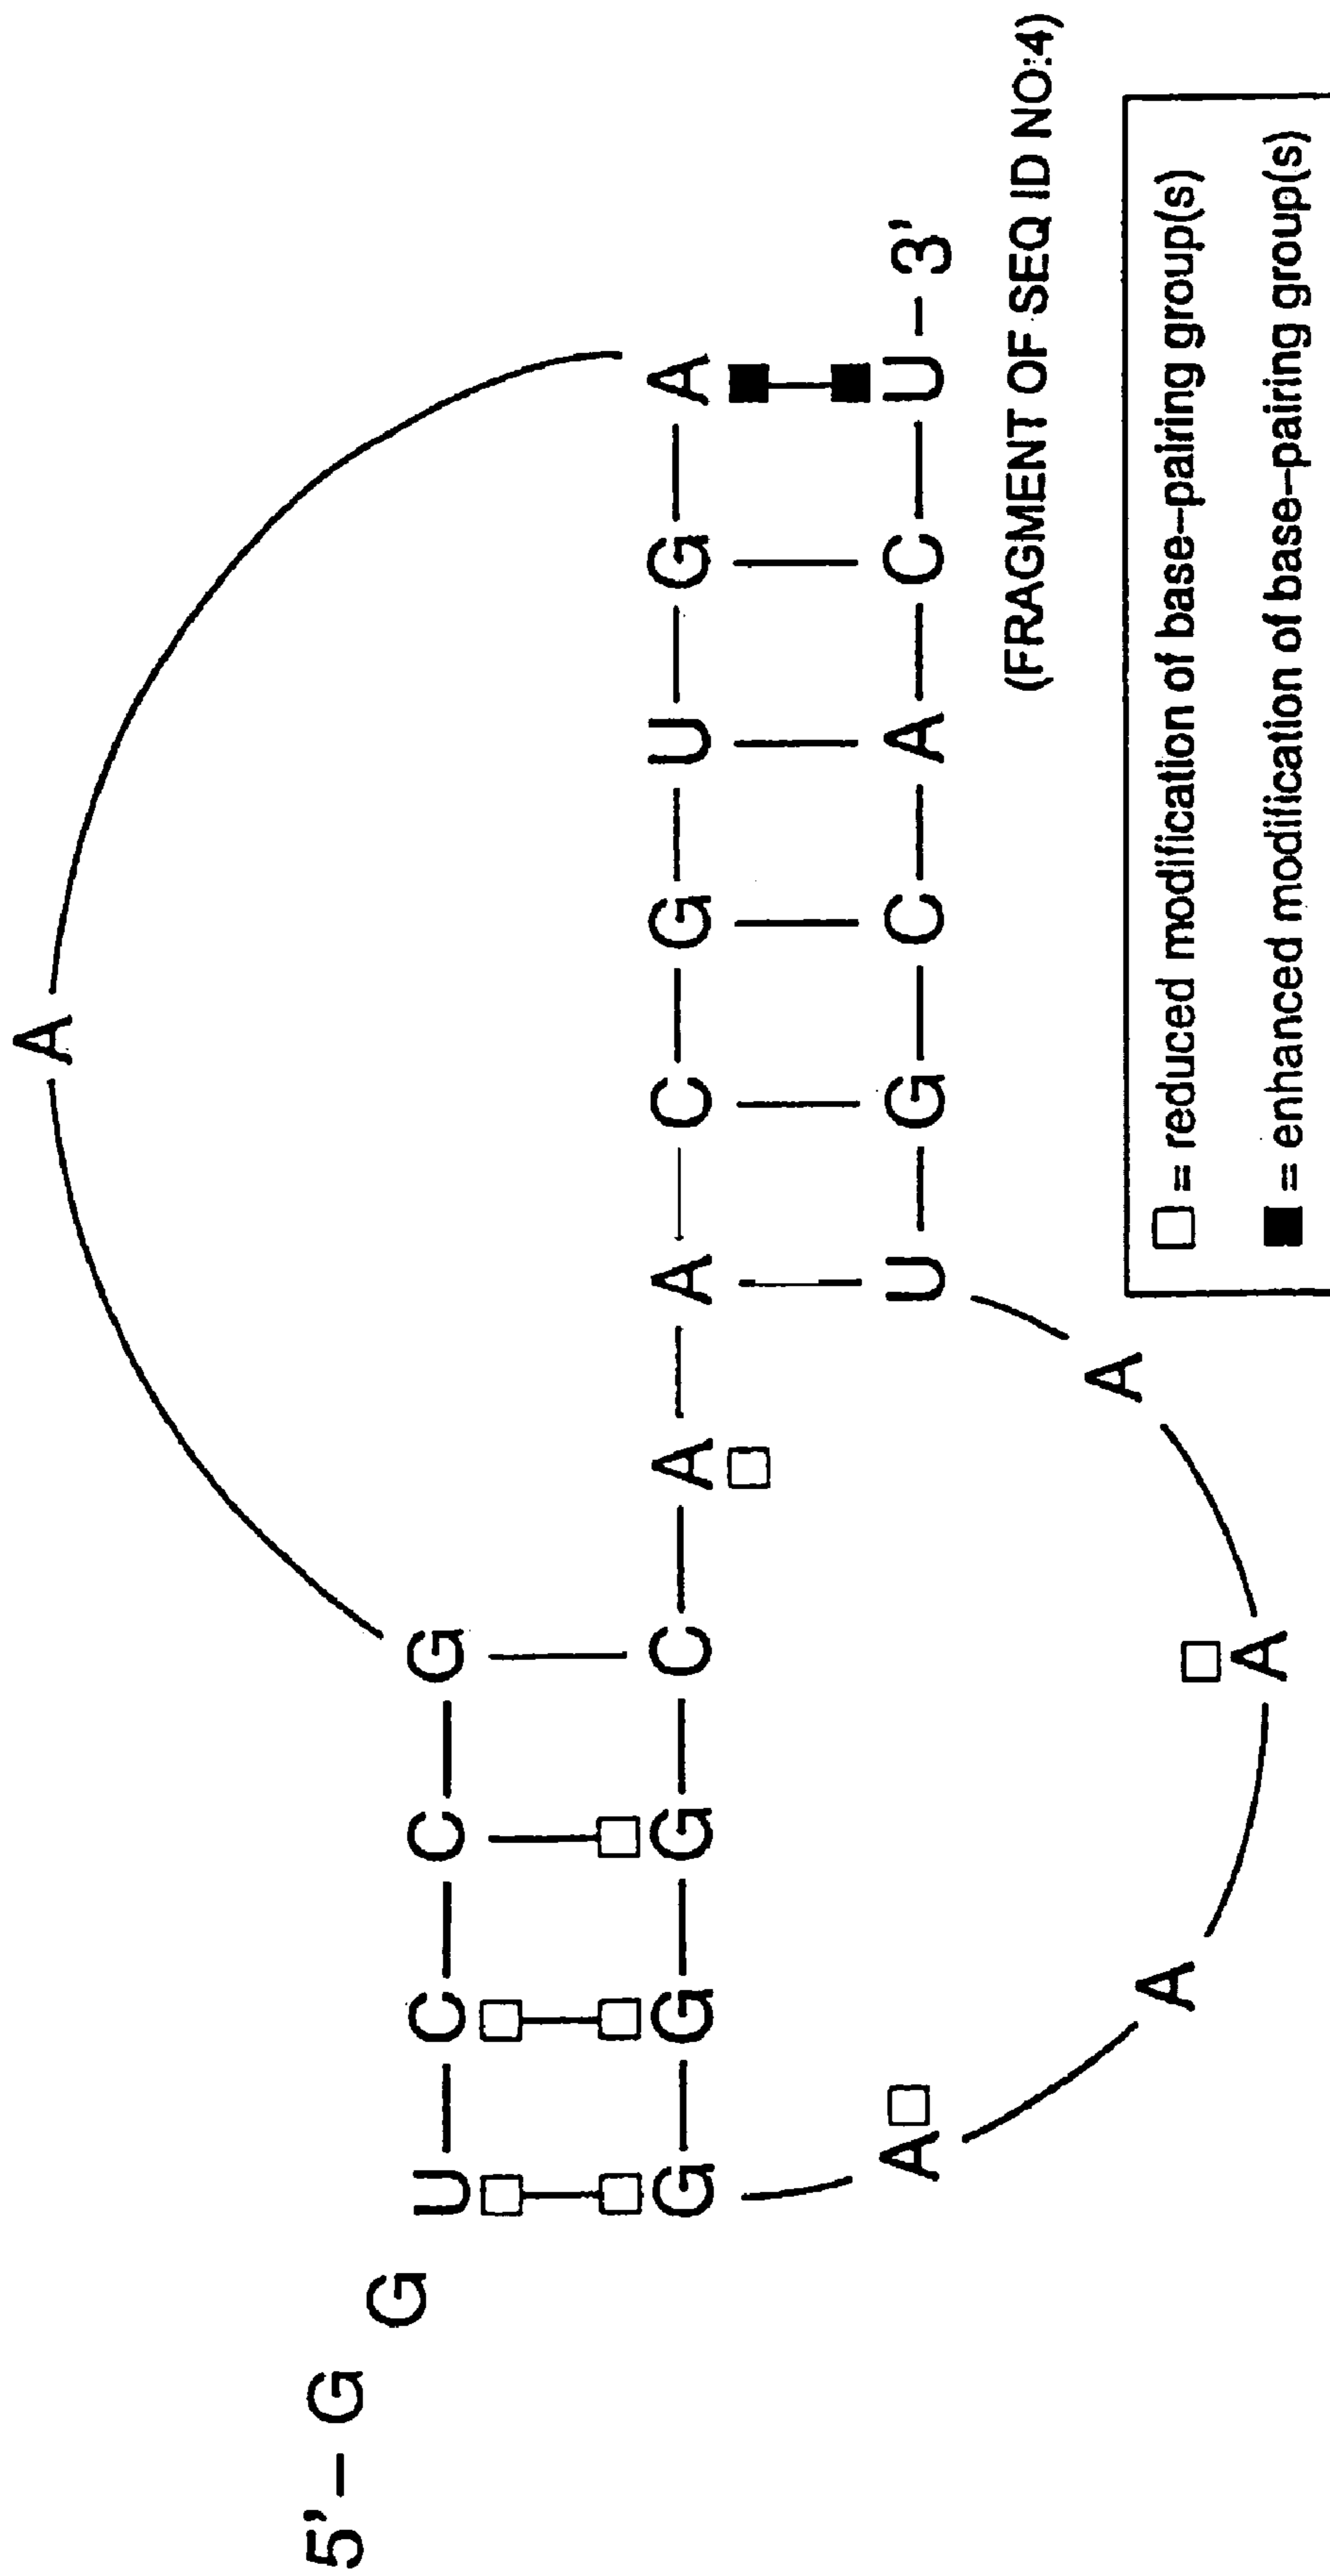 A
5' – G
G
U – C – C – G
G – G – G – C – A – A – C – G – U – G – A
A U – G – C – A – C – U – 3'
(FRAGMENT OF SEQ ID NO:4)
A
A
A
□ = reduced modification of base–pairing group(s)
■ = enhanced modification of base–pairing group(s)